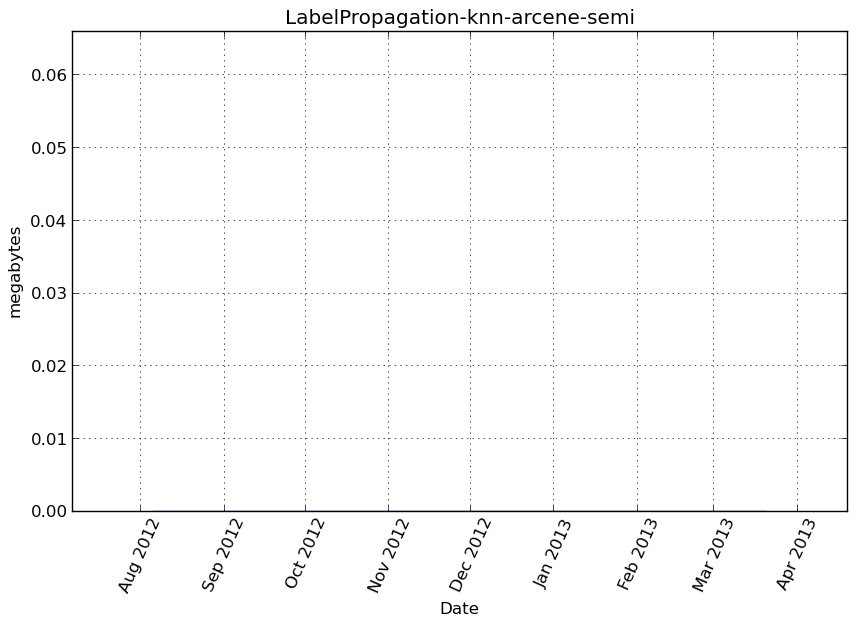 LabelPropagation-knn-arcene-semi
0.06
0.05
0.04
0.03
0.02
0.01
0.00
megabytes
Aug 2012
Sep 2012
Oct 2012
Nov 2012
Dec 2012
Jan 2013
Feb 2013
Mar 2013
Apr 2013
Date